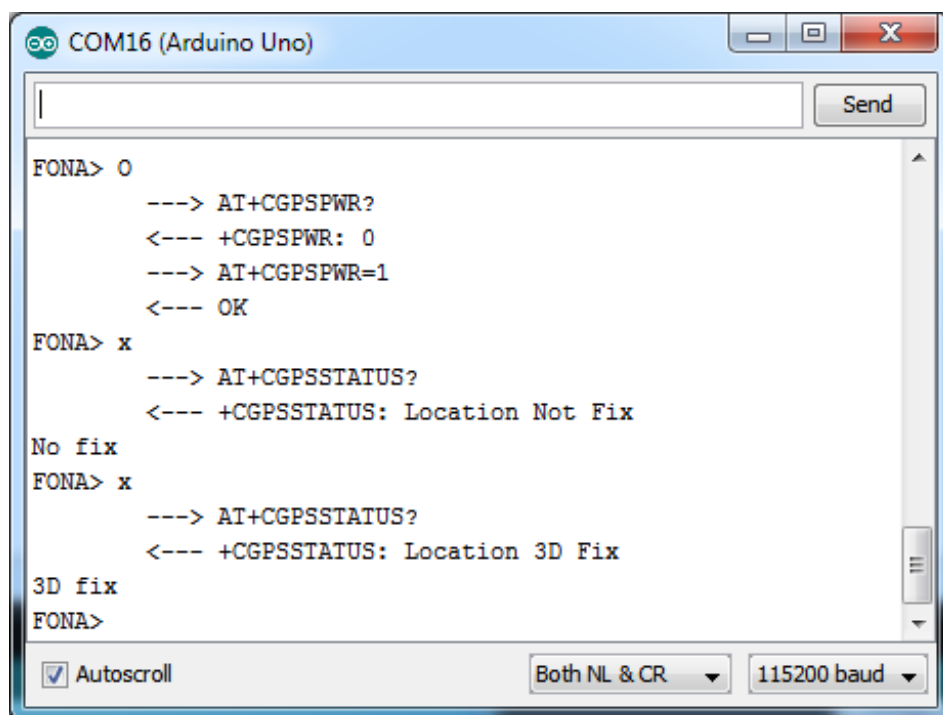 COM16 (Arduino Uno)
Send
FONA> O
---> AT+CGPSPWR?
<--- +CGPSPWR: 0
---> AT+CGPSPWR=1
<--- OK
FONA> x
---> AT+CGPSSTATUS?
<--- +CGPSSTATUS: Location Not Fix
No fix
FONA> x
---> AT+CGPSSTATUS?
<--- +CGPSSTATUS: Location 3D Fix
3D fix
FONA>
Autoscroll
Both NL & CR
115200 baud